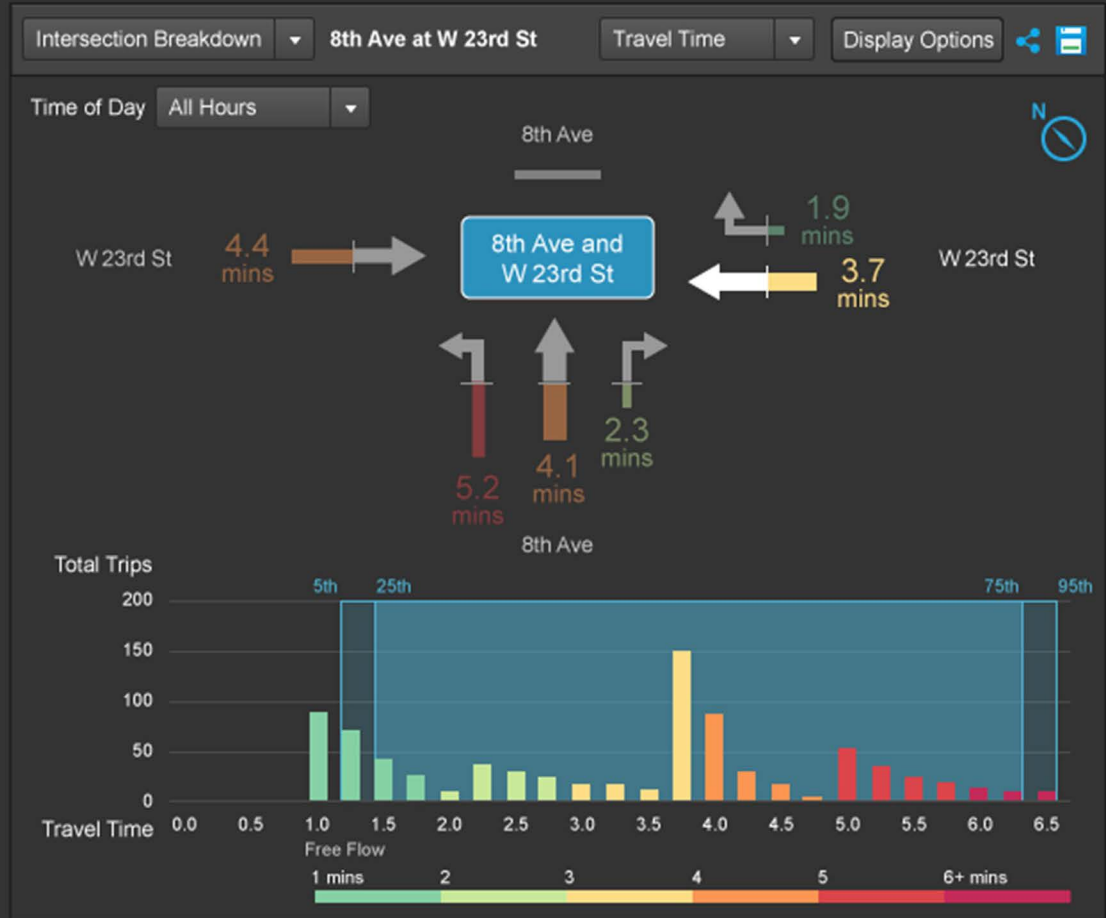 Intersection Breakdown 8th Ave at W 23rd St Travel Time Display Options
Time of Day All Hours
N
8th Ave
W 23rd St
4.4
mins
8th Ave and
W 23rd St
1.9
mins
3.7
mins
W 23rd St
5.2
mins
4.1
mins
2.3
mins
8th Ave
Total Trips
5th 25th 75th 95th
200
150
100
50
0
Travel Time 0.0 0.5 1.0 1.5 2.0 2.5 3.0 3.5 4.0 4.5 5.0 5.5 6.0 6.5
Free Flow
1 mins 2 3 4 5 6+ mins